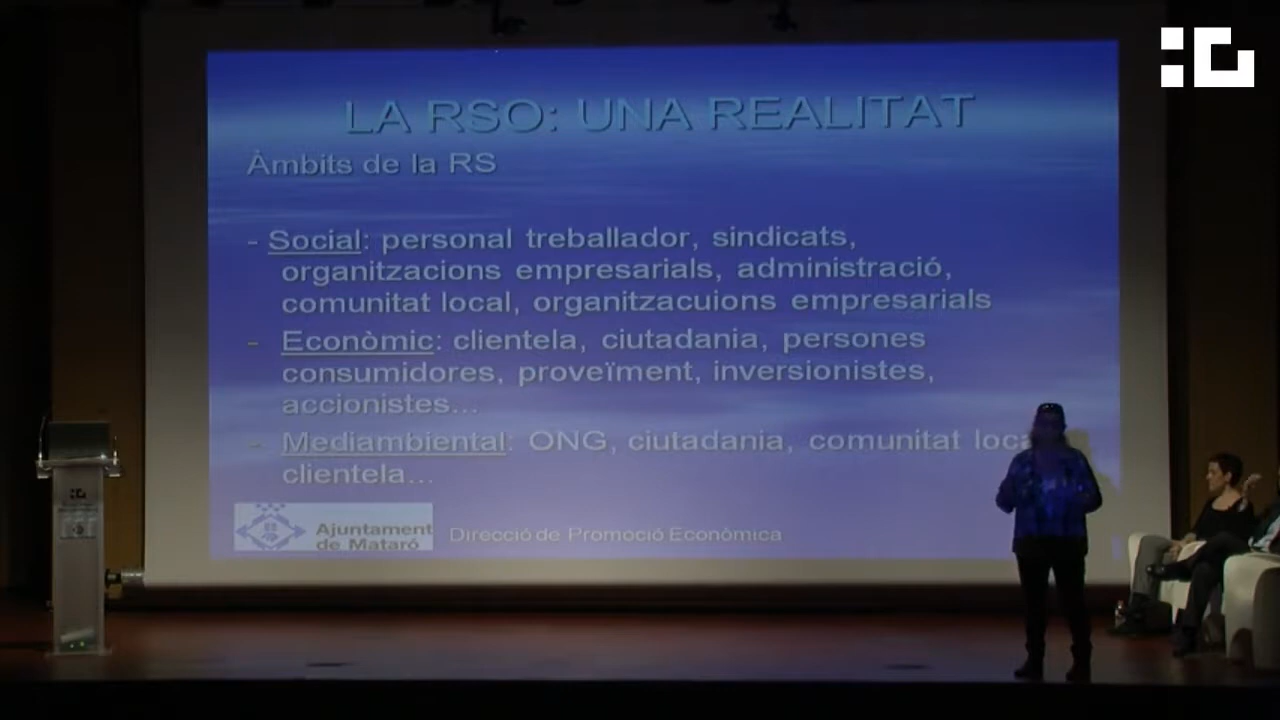 LA RSO: UNA REALITAT
Àmbits de la RS
- Social: personal treballador, sindicats,
organitzacions empresarials, administració,
comunitat local, organitzacuions empresarials
- Econòmic: clientela, ciutadania, persones
consumidores, proveïment, inversionistes,
accionistes...
- Mediambiental: ONG, ciutadania, comunitat
clientela...
Ajuntament
de Mataró
Direcció de Promoció Econòmica